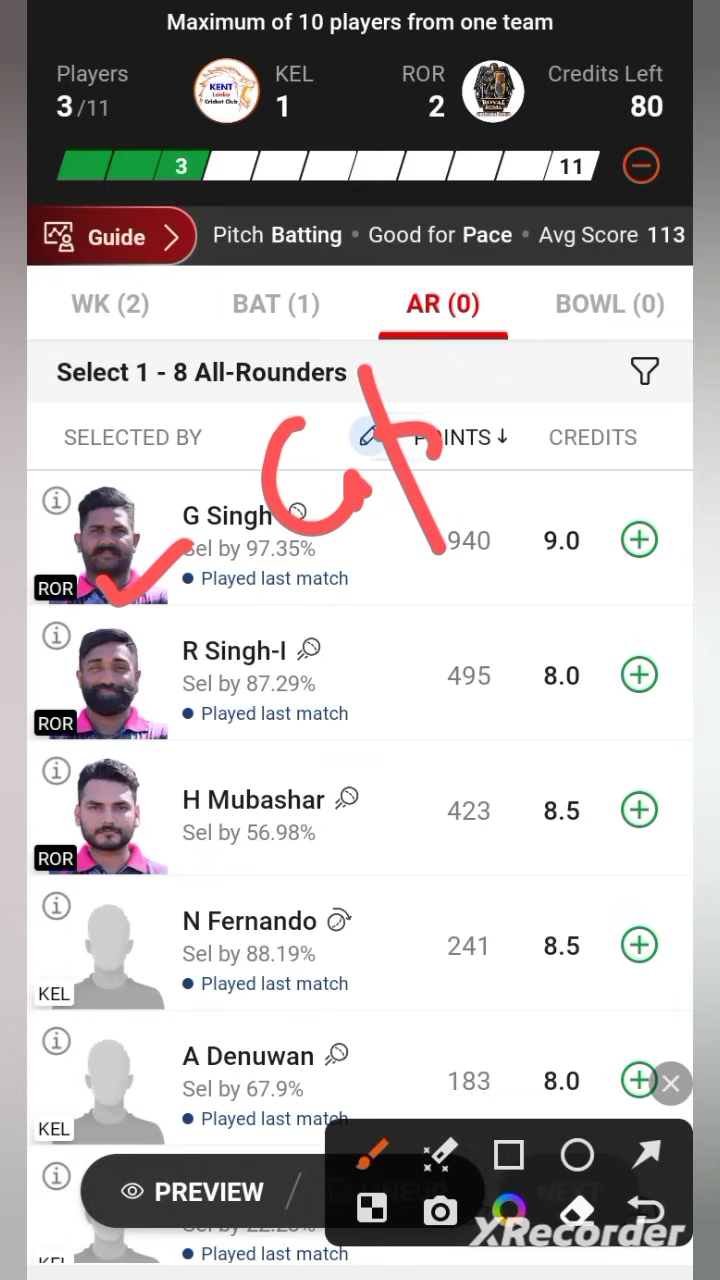 Maximum of 10 players from one team
Players KEL ROR Credits Left
3/11 1 2 80
KENT
Cricket Club
3 11
Guide Pitch Batting • Good for Pace • Avg Score 113
WK (2) BAT (1) AR (0) BOWL (0)
Select 1 - 8 All-Rounders
SELECTED BY POINTS ↓ CREDITS
G Singh
Sel by 97.35% 940 9.0
Played last match
ROR
R Singh-I
Sel by 87.29% 495 8.0
Played last match
ROR
H Mubashar
Sel by 56.98% 423 8.5
ROR
N Fernando
Sel by 88.19% 241 8.5
Played last match
KEL
A Denuwan
Sel by 67.9% 183 8.0
Played last match
KEL
PREVIEW
XRecorder
Played last match
KEL